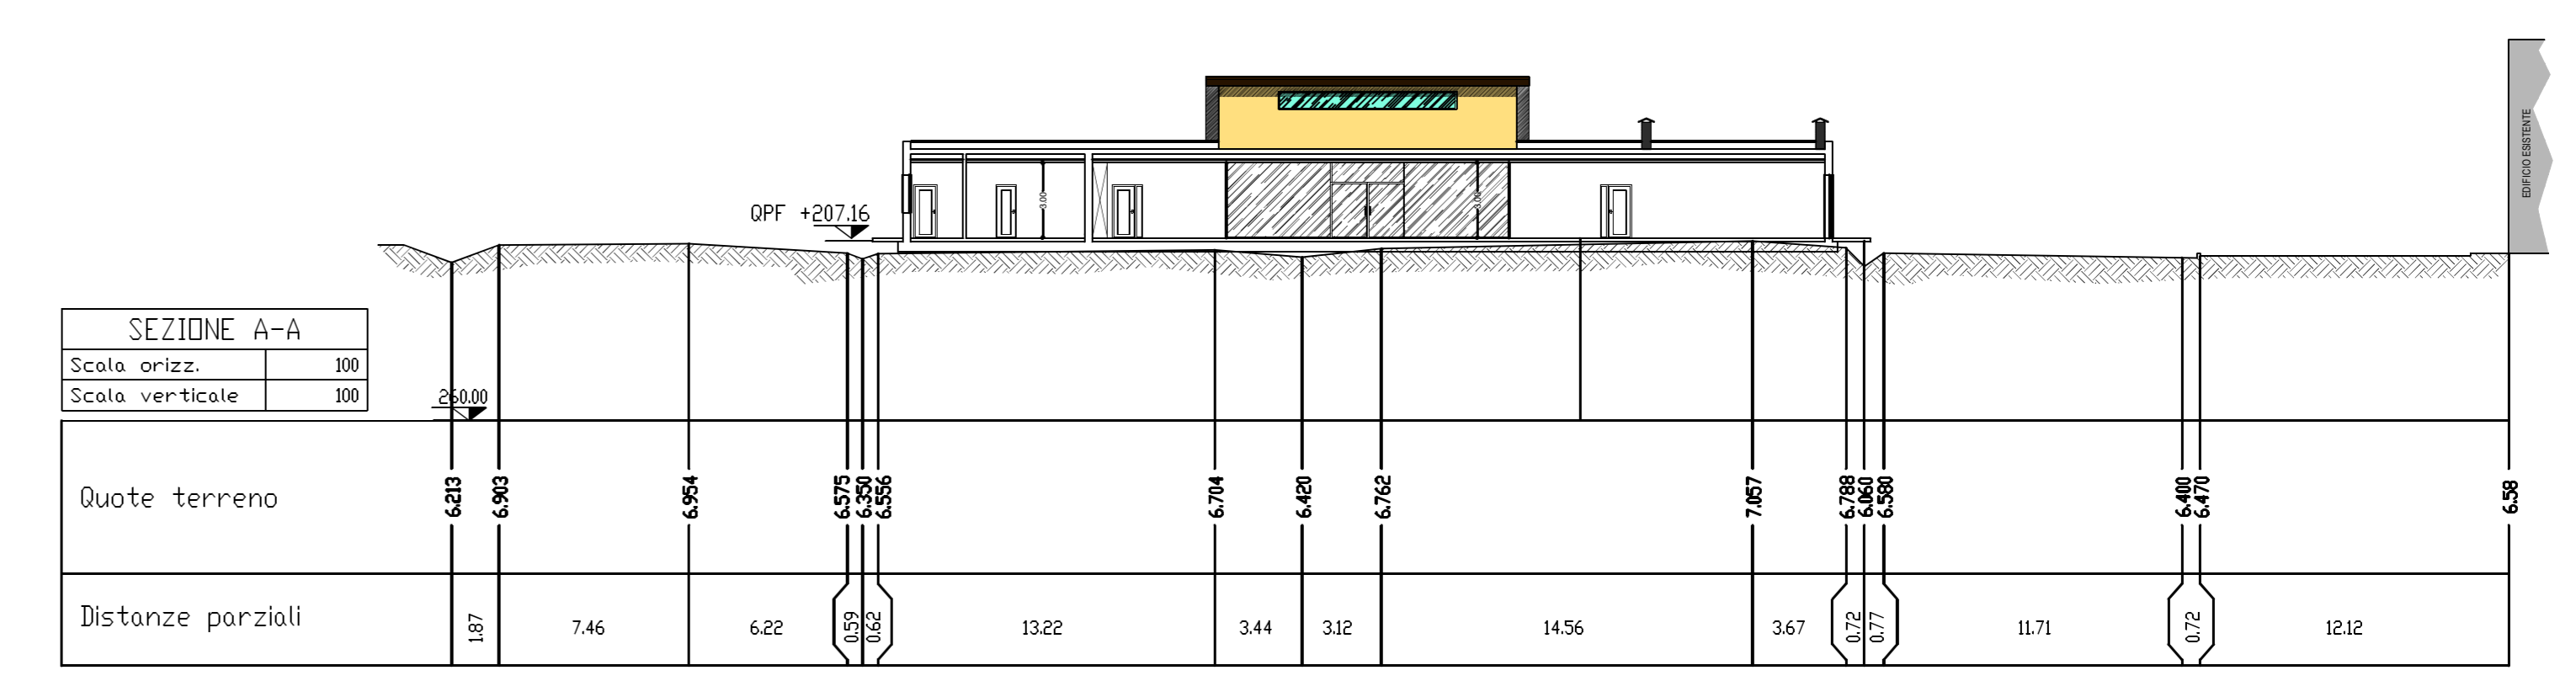 EDIFICIO ESISTENTE
3.00
3.00
QPF +207.16
SEZIONE A-A
Scala orizz. 100
Scala verticale 100
260.00
Quote terreno 6.213 6.903 6.954 6.575 6.350 6.556 6.704 6.420 6.762 7.057 6.788 6.060 6.580 6.400 6.470 6.58
Distanze parziali 1.87 7.46 6.22 0.59 0.62 13.22 3.44 3.12 14.56 3.67 0.72 0.77 11.71 0.72 12.12